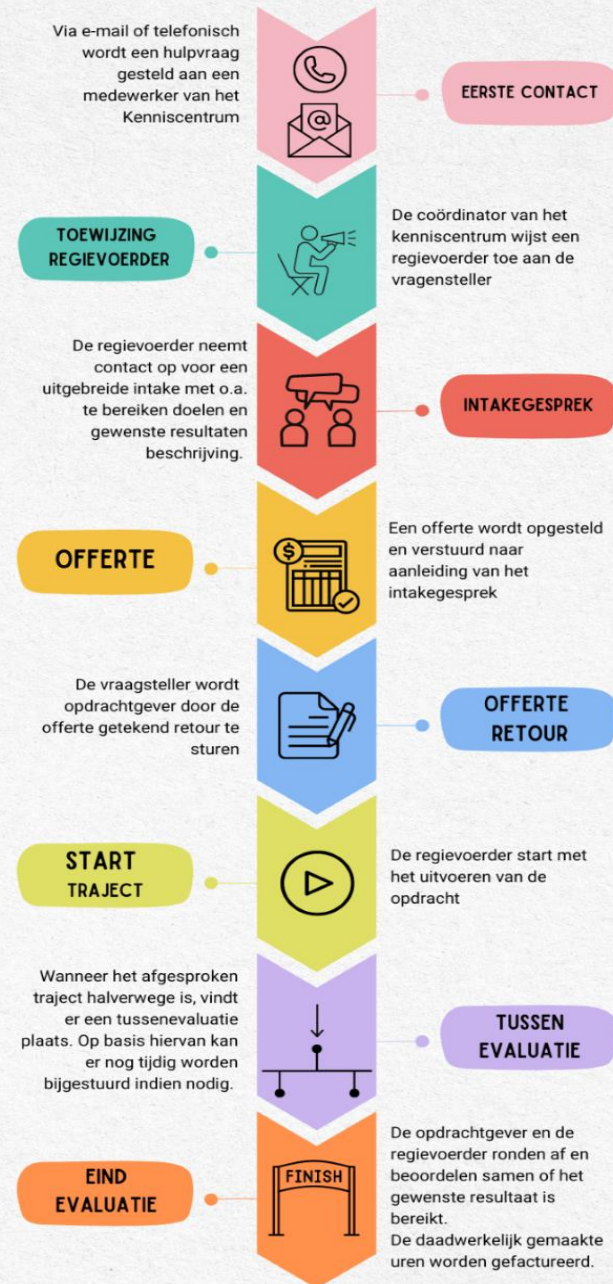 Via e-mail of telefonisch
wordt een hulpvraag
gesteld aan een
medewerker van het
Kenniscentrum
@
EERSTE CONTACT
TOEWIJZING
REGIEVOERDER
De coördinator van het
kenniscentrum wijst een
regievoerder toe aan de
vragensteller
De regievoerder neemt
contact op voor een
uitgebreide intake met o.a.
te bereiken doelen en
gewenste resultaten
beschrijving.
INTAKEGESPREK
OFFERTE
$
Een offerte wordt opgesteld
en verstuurd naar
aanleiding van het
intakegesprek
De vraagsteller wordt
opdrachtgever door de
offerte getekend retour te
sturen
OFFERTE
RETOUR
START
TRAJECT
De regievoerder start met
het uitvoeren van de
opdracht
Wanneer het afgesproken
traject halverwege is, vindt
er een tussenevaluatie
plaats. Op basis hiervan kan
er nog tijdig worden
bijgestuurd indien nodig.
TUSSEN
EVALUATIE
EIND
EVALUATIE
FINISH
De opdrachtgever en de
regievoerder ronden af en
beoordelen samen of het
gewenste resultaat is
bereikt.
De daadwerkelijk gemaakte
uren worden gefactureerd.